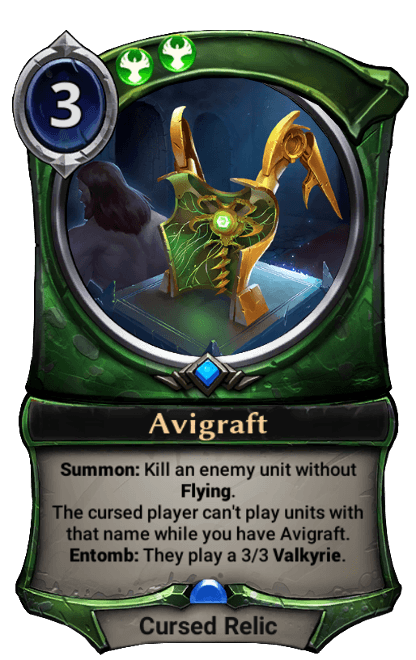 3
Avigraft
Summon: Kill an enemy unit without
Flying.
The cursed player can't play units with
that name while you have Avigraft.
Entomb: They play a 3/3 Valkyrie.
Cursed Relic